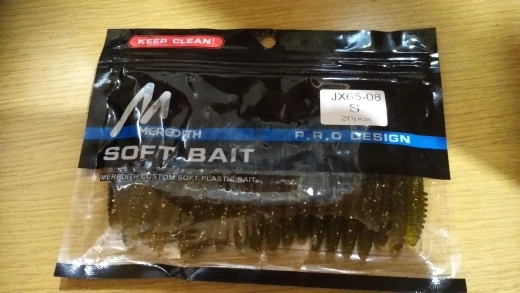 KEEP CLEAN!
JX65-08
S
20pcs
M
MEREDITH
P.R.O DESIGN
SOFT BAIT
MEREDITH CUSTOM SOFT PLASTIC BAIT